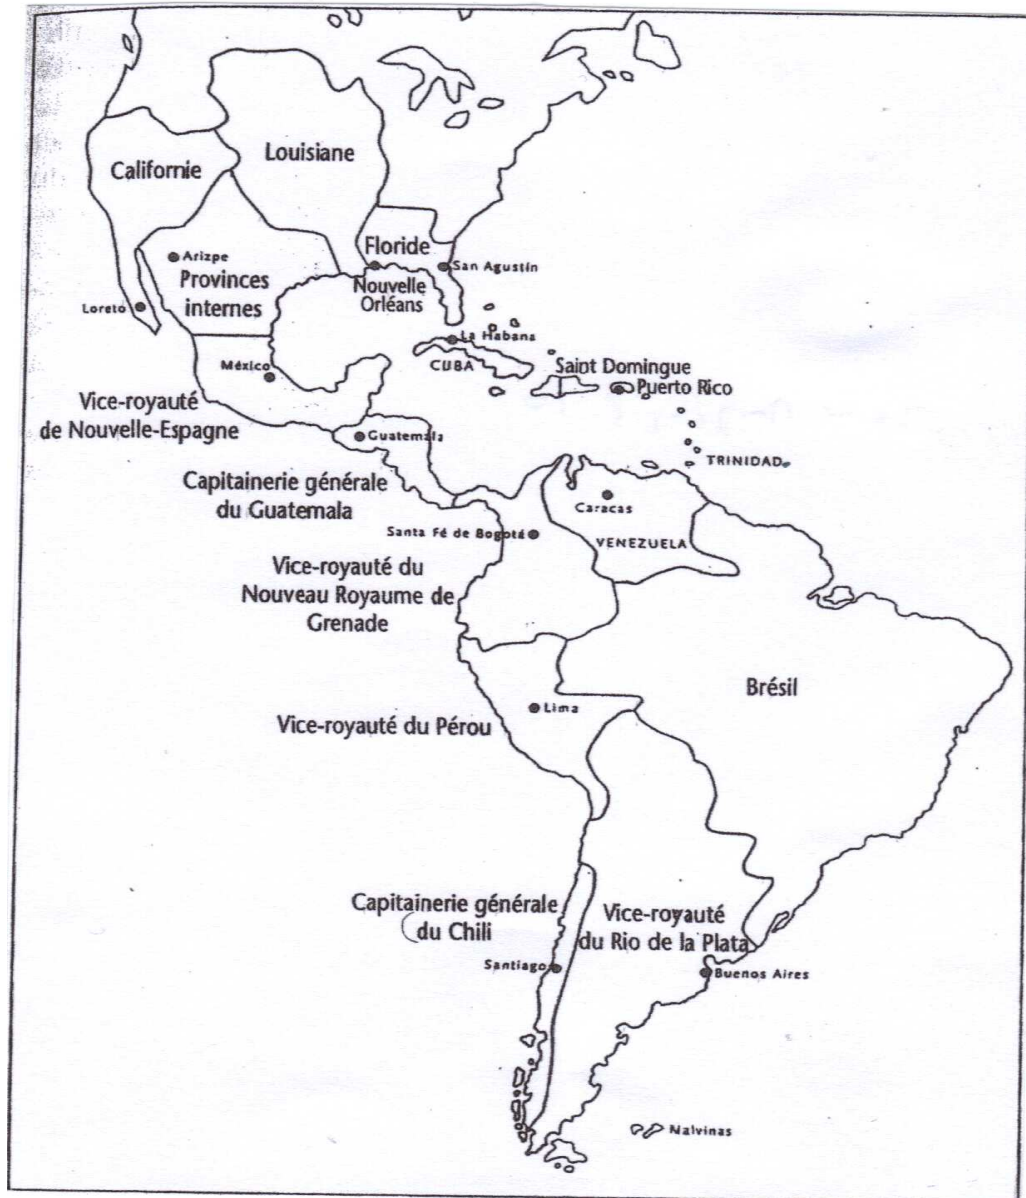 Californie
Louisiane
Floride
Arizpe
San Agustín
Provinces
internes
Nouvelle
Orléans
Loreto
La Habana
CUBA
Saint Domingue
México
Puerto Rico
Vice-royauté
de Nouvelle-Espagne
Guatemala
TRINIDAD
Capitainerie générale
du Guatemala
Caracas
Santa Fé de Bogotá
VENEZUELA
Vice-royauté du
Nouveau Royaume de
Grenade
Brésil
Lima
Vice-royauté du Pérou
Capitainerie générale
du Chili
Vice-royauté
du Rio de la Plata
Santiago
Buenos Aires
Malvinas